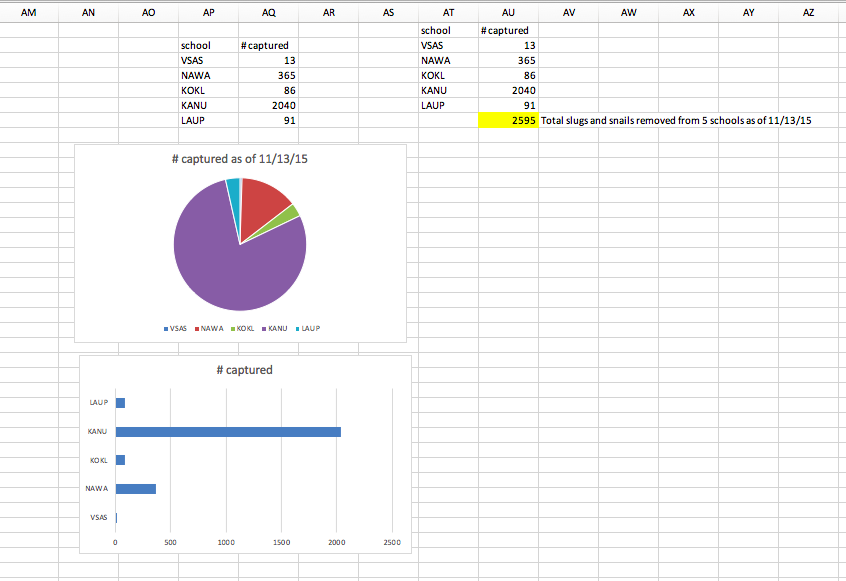 AM AN AO AP AQ AR AS AT AU AV AW AX AY AZ
school # captured
school # captured
VSAS 13
VSAS 13
NAWA 365
NAWA 365
KOKL 86
KOKL 86
KANU 2040
KANU 2040
LAUP 91
LAUP 91
2595 Total slugs and snails removed from 5 schools as of 11/13/15
# captured as of 11/13/15
VSAS NAWA KOKL KANU LAUP
# captured
LAUP
KANU
KOKL
NAWA
VSAS
0 500 1000 1500 2000 2500